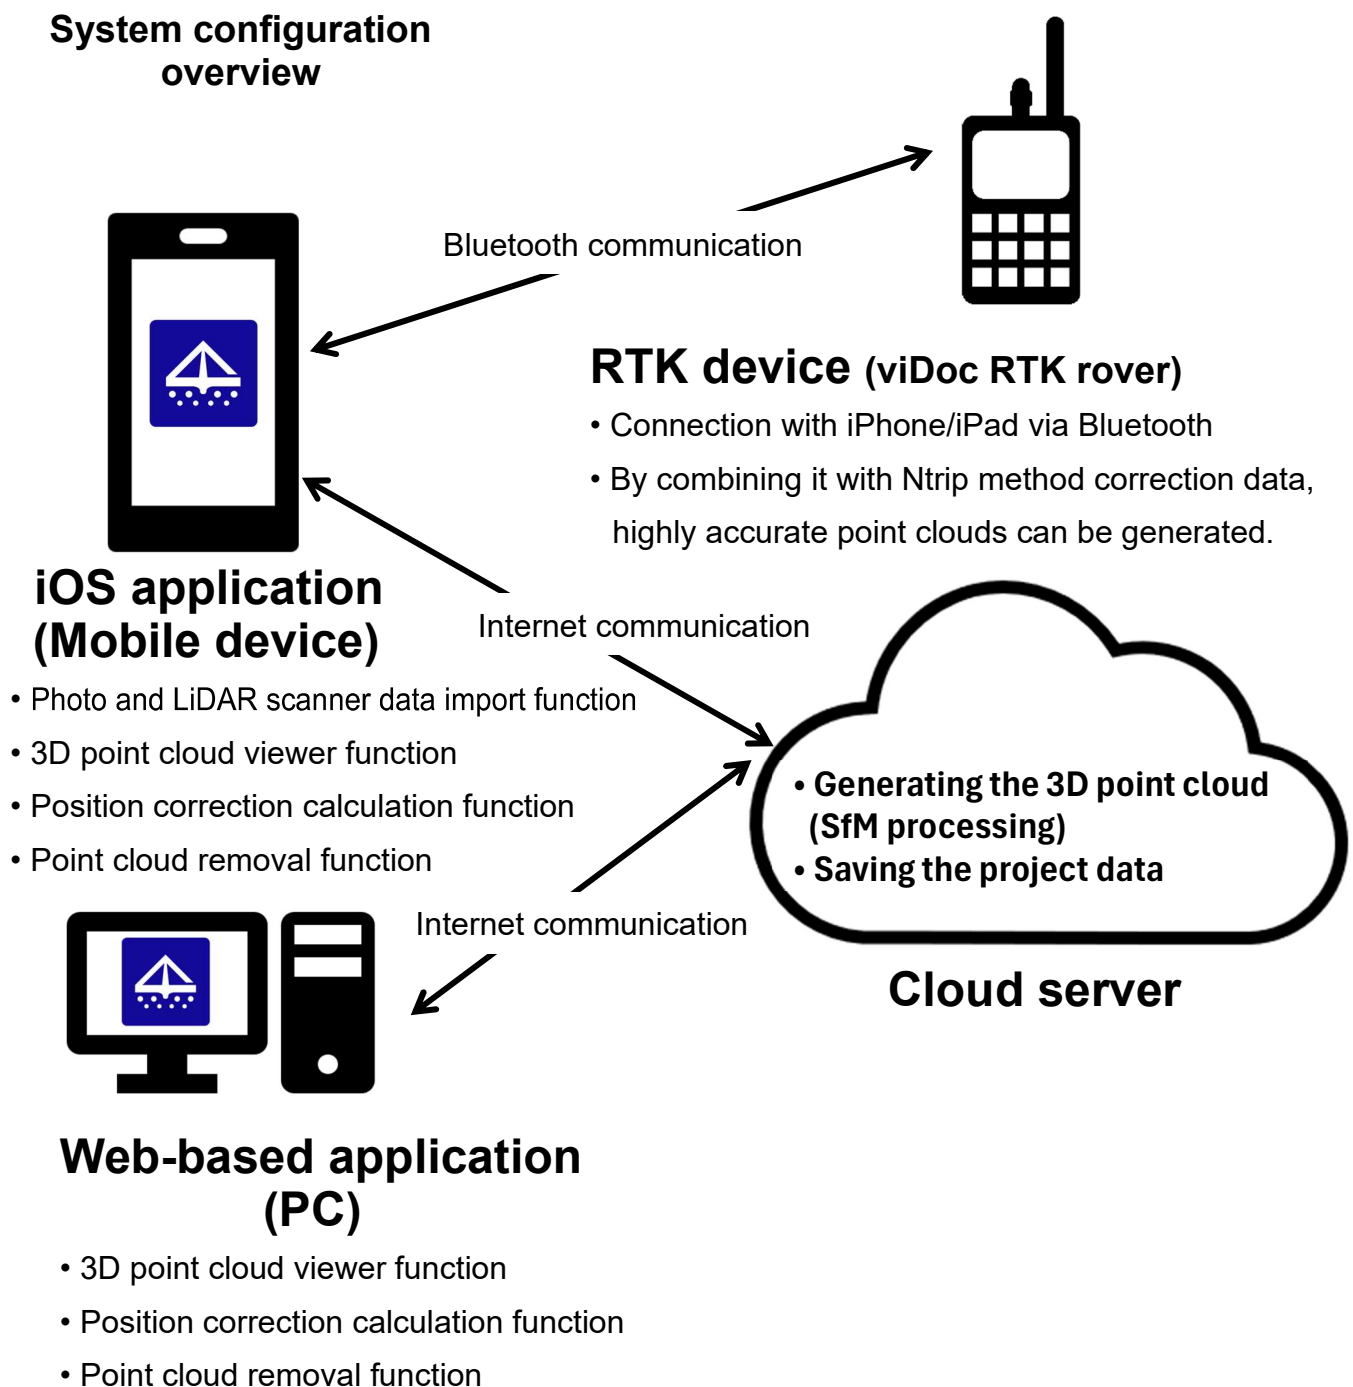 System configuration
overview
Bluetooth communication
RTK device (viDoc RTK rover)
• Connection with iPhone/iPad via Bluetooth
• By combining it with Ntrip method correction data,
highly accurate point clouds can be generated.
iOS application
(Mobile device)
Internet communication
• Photo and LiDAR scanner data import function
• 3D point cloud viewer function
• Position correction calculation function
• Point cloud removal function
• Generating the 3D point cloud
(SfM processing)
• Saving the project data
Internet communication
Cloud server
Web-based application
(PC)
• 3D point cloud viewer function
• Position correction calculation function
• Point cloud removal function